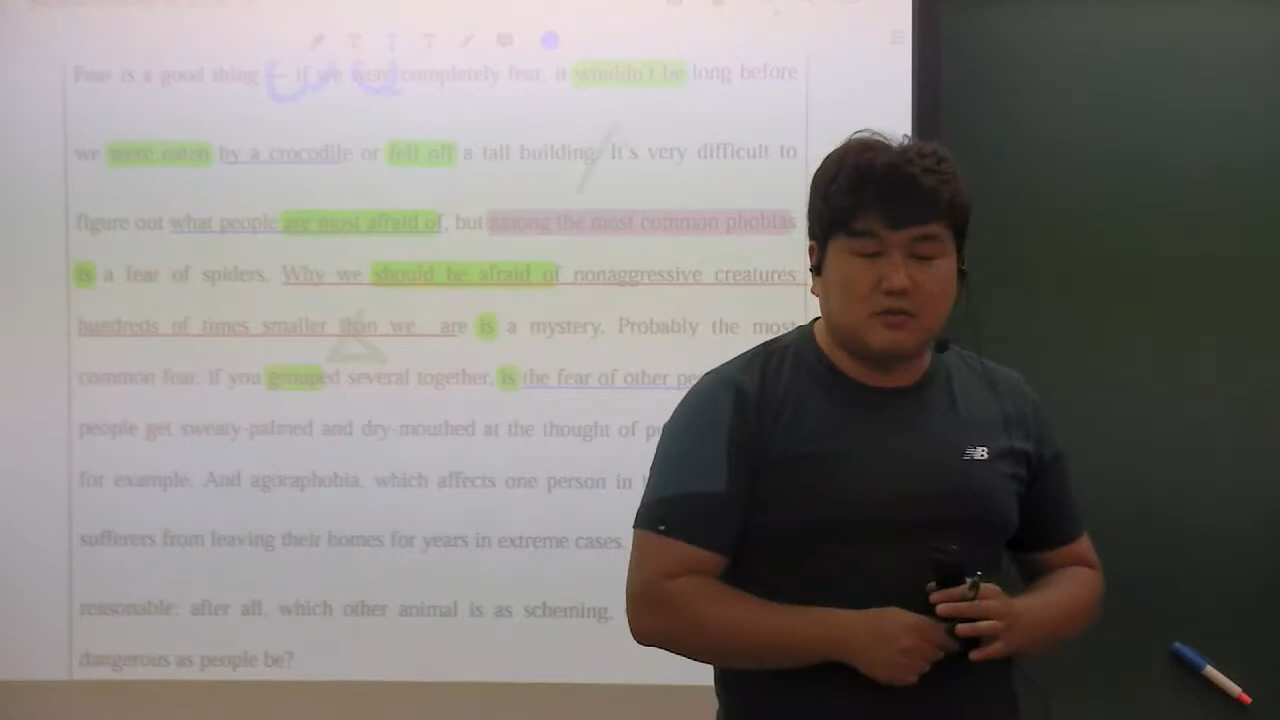 Fear is a good thing – if we were completely fear, it wouldn't be long before
we were eaten by a crocodile or fell off a tall building. It's very difficult to
figure out what people are most afraid of, but among the most common phobias
is a fear of spiders. Why we should be afraid of nonaggressive creatures
hundreds of times smaller than we are is a mystery. Probably the most
common fear, if you grouped several together, is the fear of other
people get sweaty-palmed and dry-mouthed at the thought of
for example. And agoraphobia, which affects one person in
sufferers from leaving their homes for years in extreme cases
reasonable: after all, which other animal is as scheming,
dangerous as people be?
NB